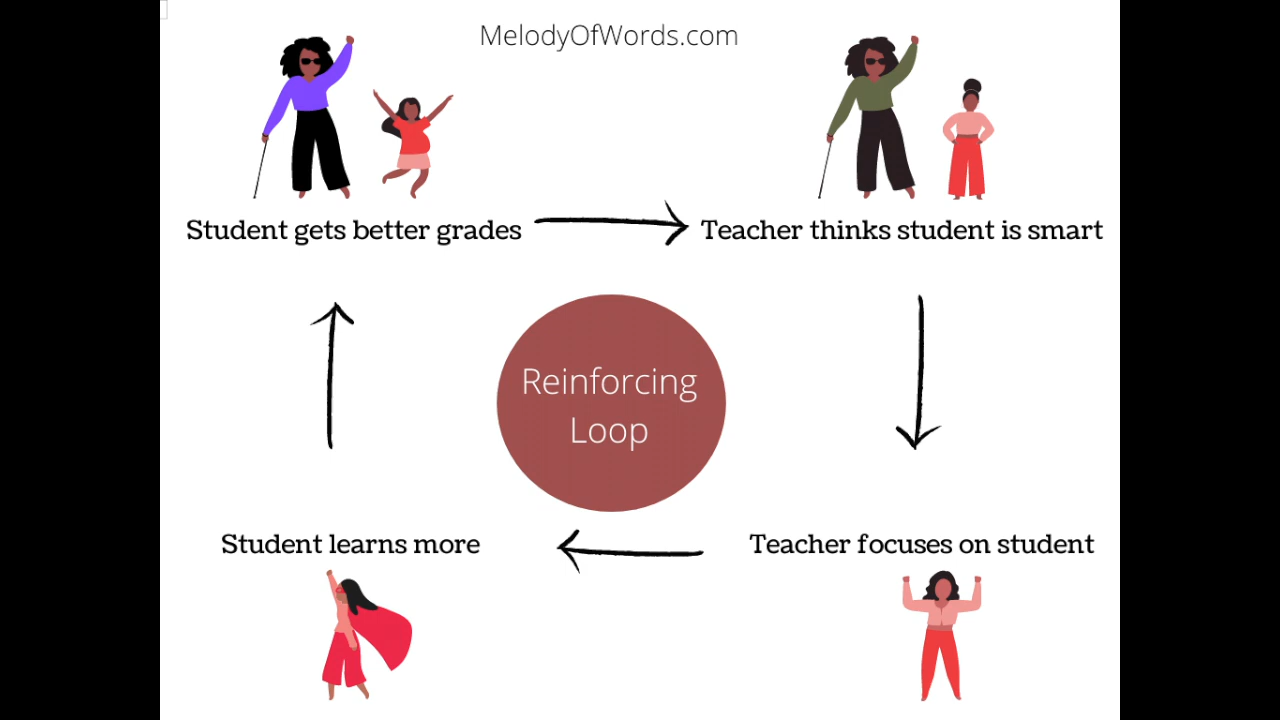 MelodyOfWords.com
Student gets better grades
Teacher thinks student is smart
Reinforcing
Loop
Student learns more
Teacher focuses on student